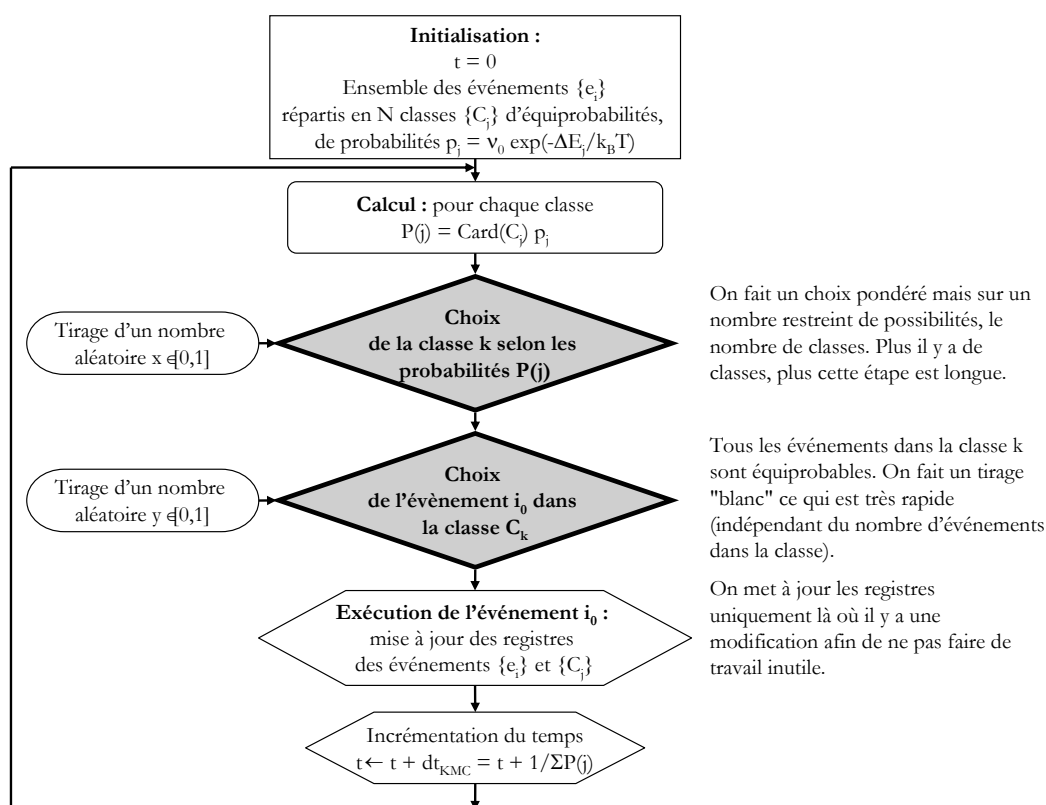 Initialisation :
t = 0
Ensemble des événements {eᵢ}
répartis en N classes {Cⱼ} d’équiprobabilités,
de probabilités pⱼ = ν₀ exp(-ΔEⱼ/k_BT)
Calcul : pour chaque classe
P(j) = Card(Cⱼ) pⱼ
Tirage d’un nombre
aléatoire x ∈[0,1]
Choix
de la classe k selon les
probabilités P(j)
On fait un choix pondéré mais sur un
nombre restreint de possibilités, le
nombre de classes. Plus il y a de
classes, plus cette étape est longue.
Tirage d’un nombre
aléatoire y ∈[0,1]
Choix
de l’évènement i₀ dans
la classe Cₖ
Tous les événements dans la classe k
sont équiprobables. On fait un tirage
"blanc" ce qui est très rapide
(indépendant du nombre d’événements
dans la classe).
Exécution de l’événement i₀ :
mise à jour des registres
des événements {eᵢ} et {Cⱼ}
On met à jour les registres
uniquement là où il y a une
modification afin de ne pas faire de
travail inutile.
Incrémentation du temps
t ← t + dt_KMC = t + 1/ΣP(j)